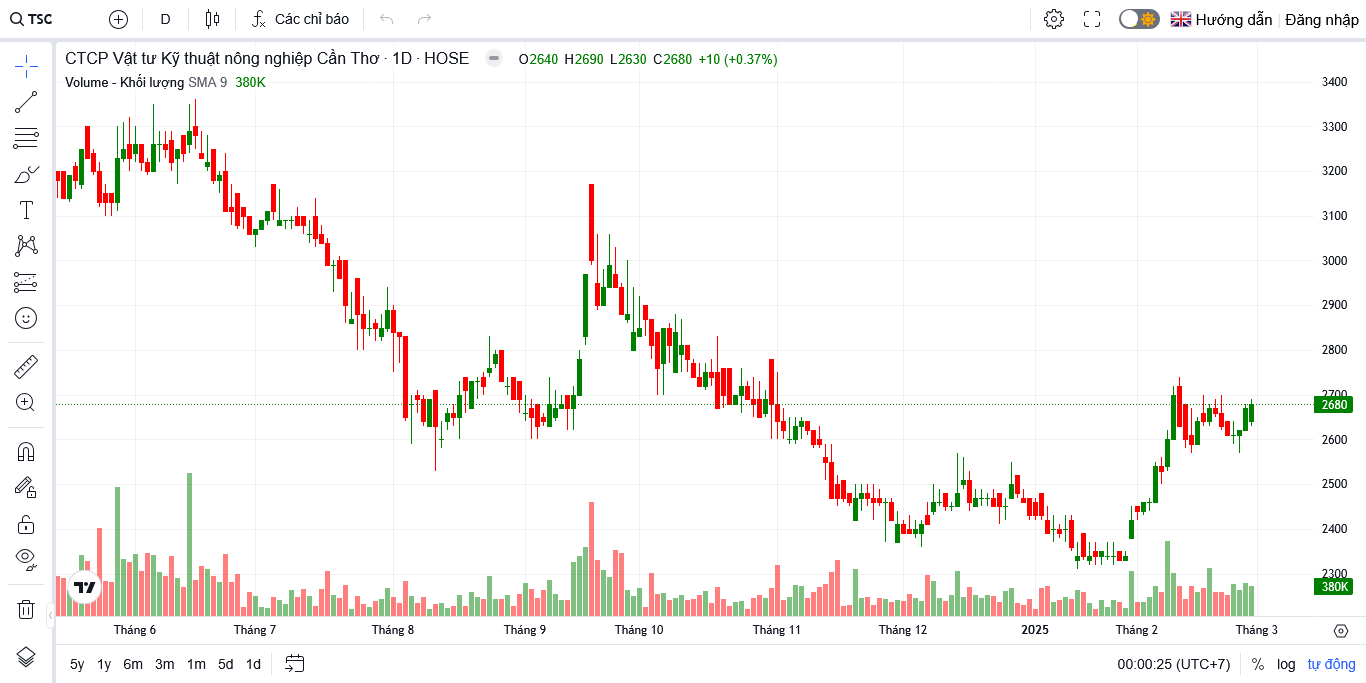 TSC D Các chỉ báo Hướng dẫn Đăng nhập
CTCP Vật tư Kỹ thuật nông nghiệp Cần Thơ · 1D · HOSE O2640 H2690 L2630 C2680 +10 (+0.37%)
Volume - Khối lượng SMA 9 380K
3400
3300
3200
3100
3000
2900
2800
2700
2680
2600
2500
2400
2300
380K
Tháng 6 Tháng 7 Tháng 8 Tháng 9 Tháng 10 Tháng 11 Tháng 12 2025 Tháng 2 Tháng 3
5y 1y 6m 3m 1m 5d 1d 00:00:25 (UTC+7) % log tự động